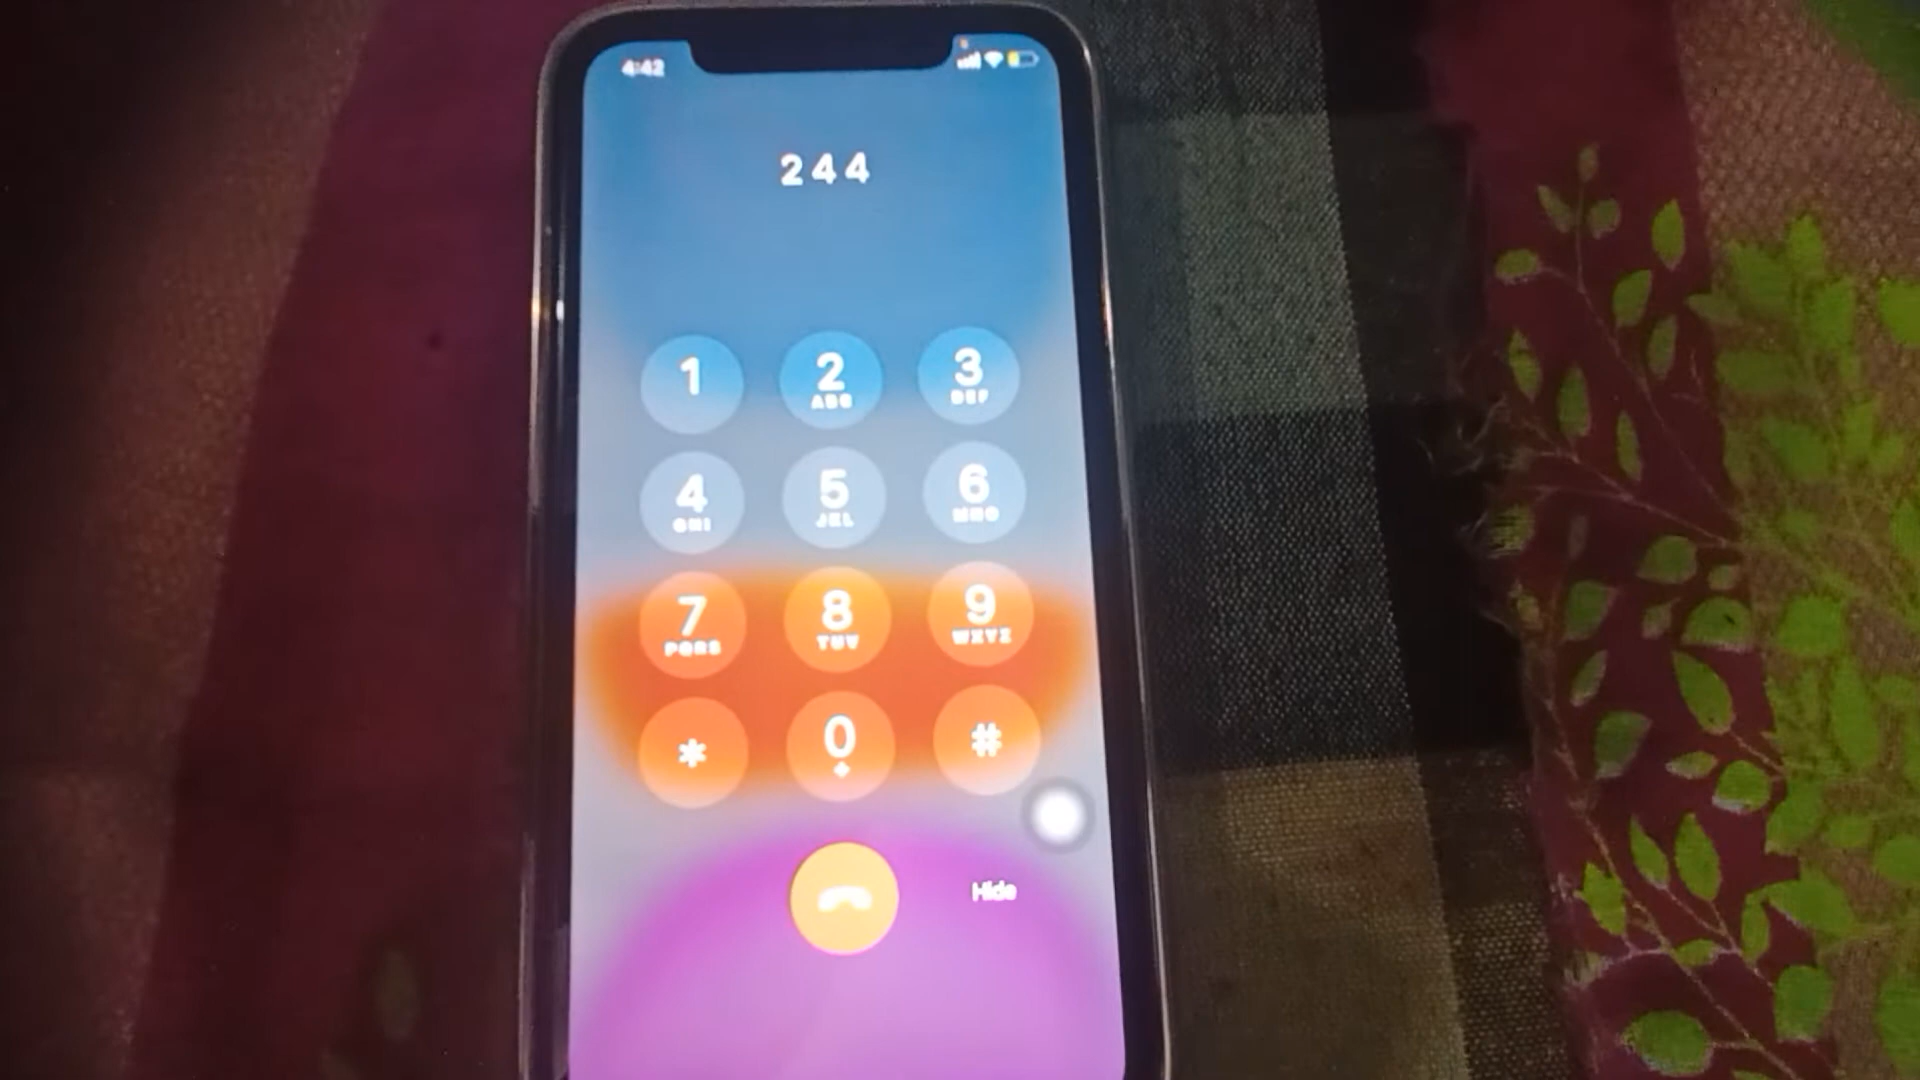 4:42
244
1 2 3
ABC DEF
4 5 6
GHI JKL MNO
7 8 9
PQRS TUV WXYZ
* 0 #
+
Hide